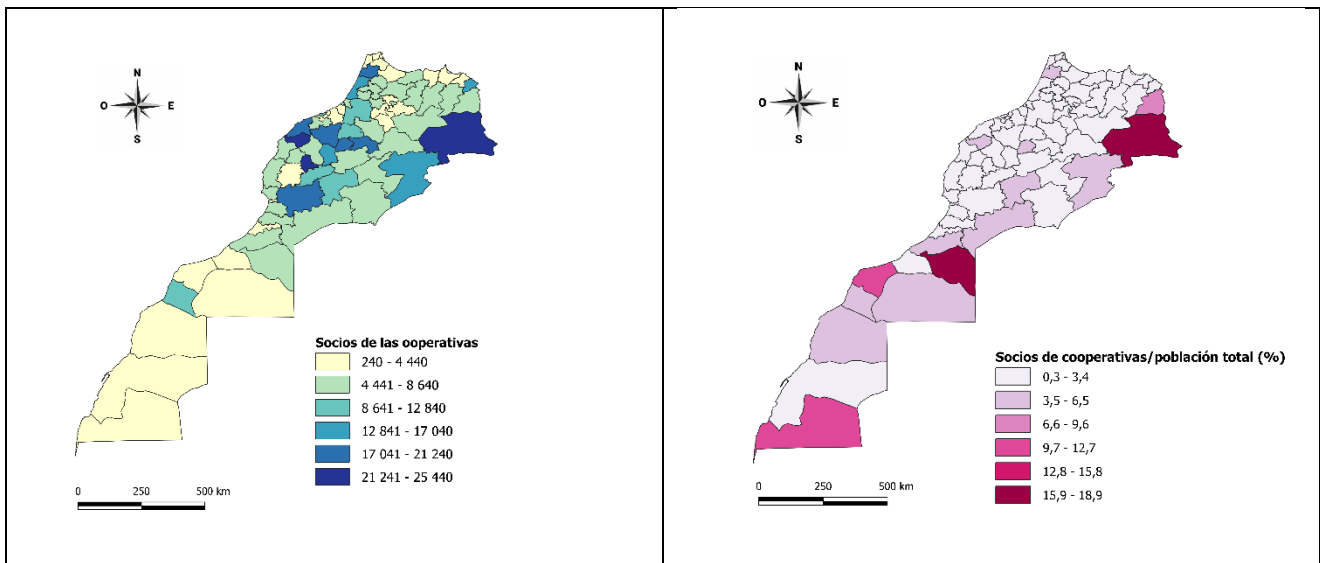 N
O
E
S
Socios de las ooperativas
240 - 4 440
4 441 - 8 640
8 641 - 12 840
12 841 - 17 040
17 041 - 21 240
21 241 - 25 440
0 250 500 km
N
O
E
S
Socios de cooperativas/población total (%)
0,3 - 3,4
3,5 - 6,5
6,6 - 9,6
9,7 - 12,7
12,8 - 15,8
15,9 - 18,9
0 250 500 km